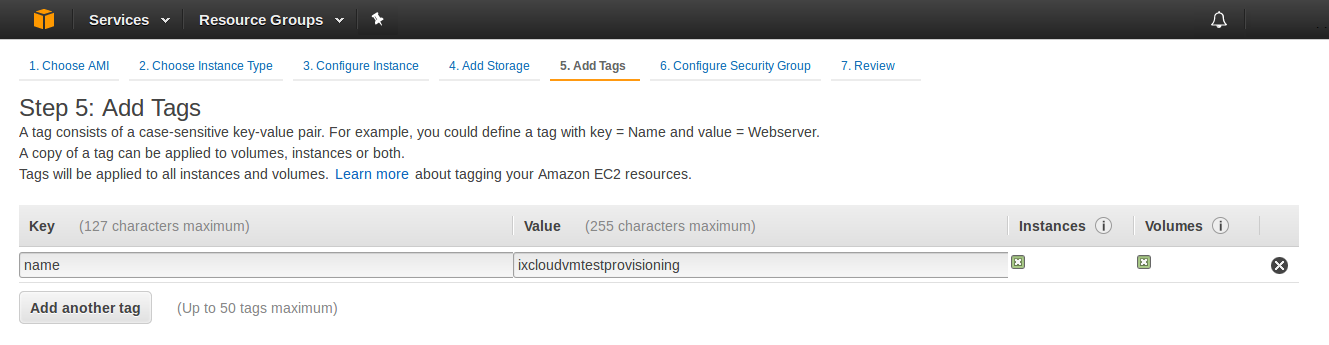 Services Resource Groups
1. Choose AMI 2. Choose Instance Type 3. Configure Instance 4. Add Storage 5. Add Tags 6. Configure Security Group 7. Review
Step 5: Add Tags
A tag consists of a case-sensitive key-value pair. For example, you could define a tag with key = Name and value = Webserver.
A copy of a tag can be applied to volumes, instances or both.
Tags will be applied to all instances and volumes. Learn more about tagging your Amazon EC2 resources.
Key (127 characters maximum) Value (255 characters maximum) Instances i Volumes i
name ixcloudvmtestprovisioning
Add another tag (Up to 50 tags maximum)